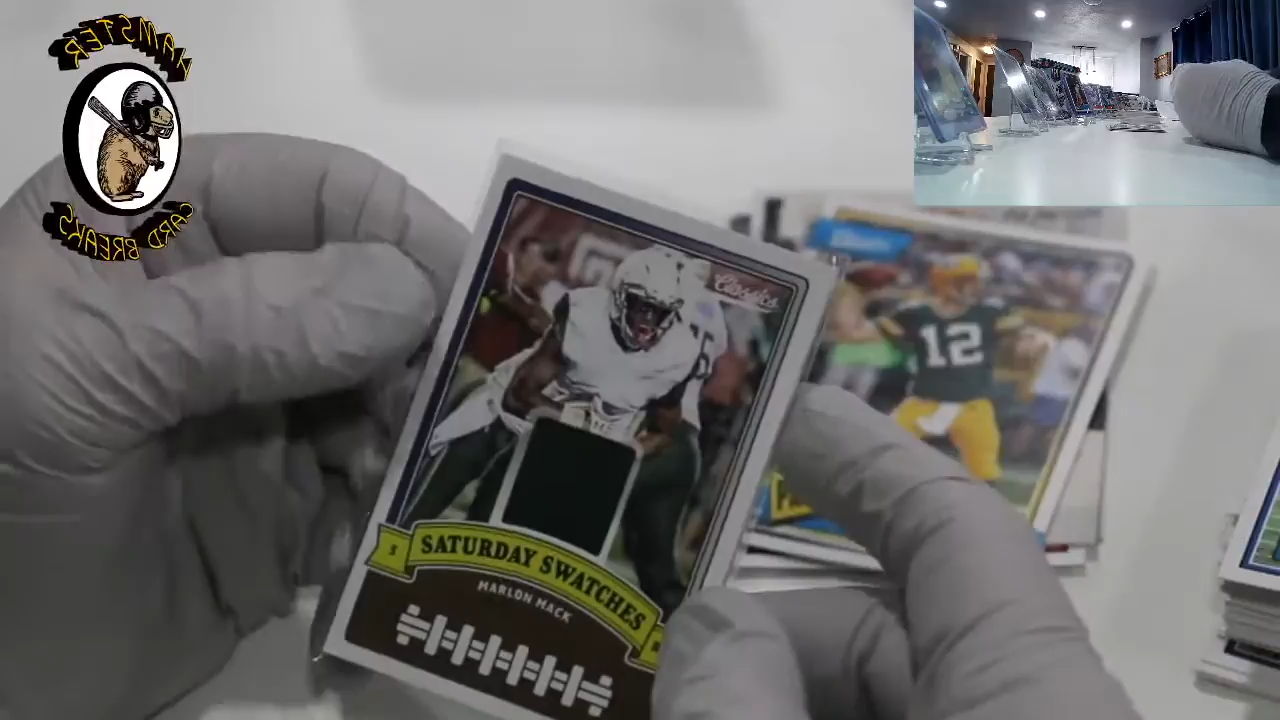 HAMSTER
CARD BREAKS
Classics
12
S
SATURDAY SWATCHES
MARLON MACK